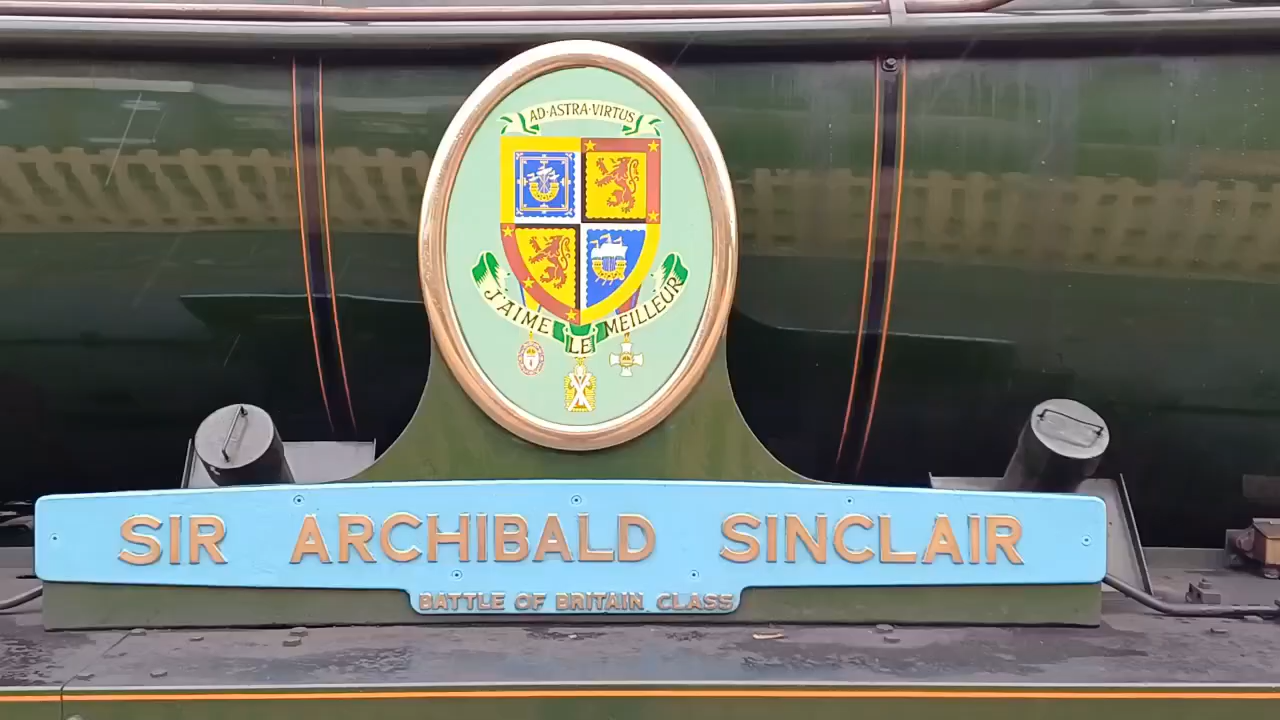 AD·ASTRA·VIRTUS
J'AIME LE MEILLEUR
SIR ARCHIBALD SINCLAIR
BATTLE OF BRITAIN CLASS